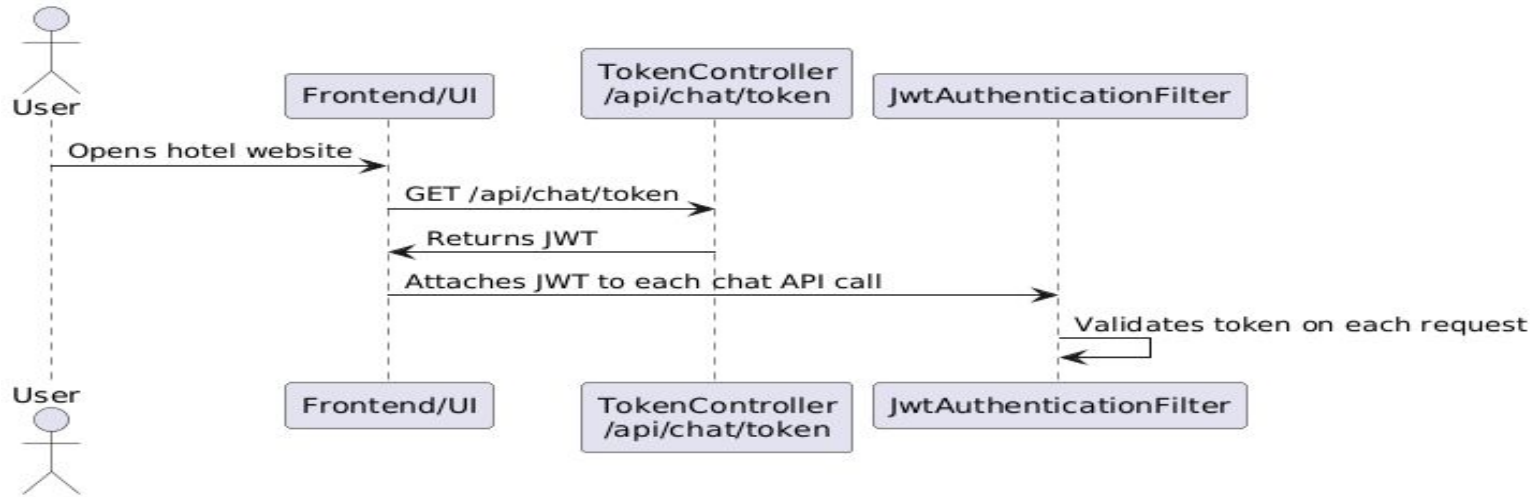 User
Frontend/UI
TokenController
/api/chat/token
JwtAuthenticationFilter
Opens hotel website
GET /api/chat/token
Returns JWT
Attaches JWT to each chat API call
Validates token on each request
User
Frontend/UI
TokenController
/api/chat/token
JwtAuthenticationFilter